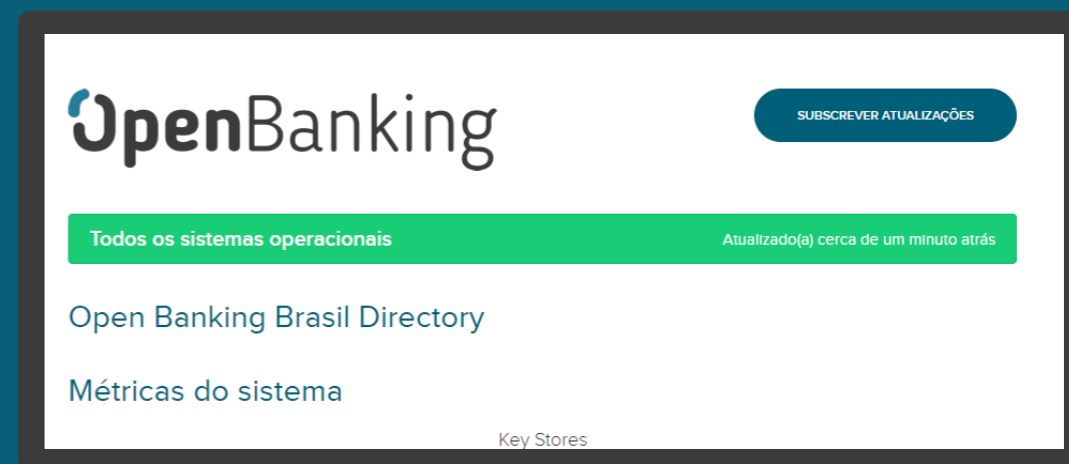 OpenBanking
SUBSCREVER ATUALIZAÇÕES
Todos os sistemas operacionais
Atualizado(a) cerca de um minuto atrás
Open Banking Brasil Directory
Métricas do sistema
Key Stores